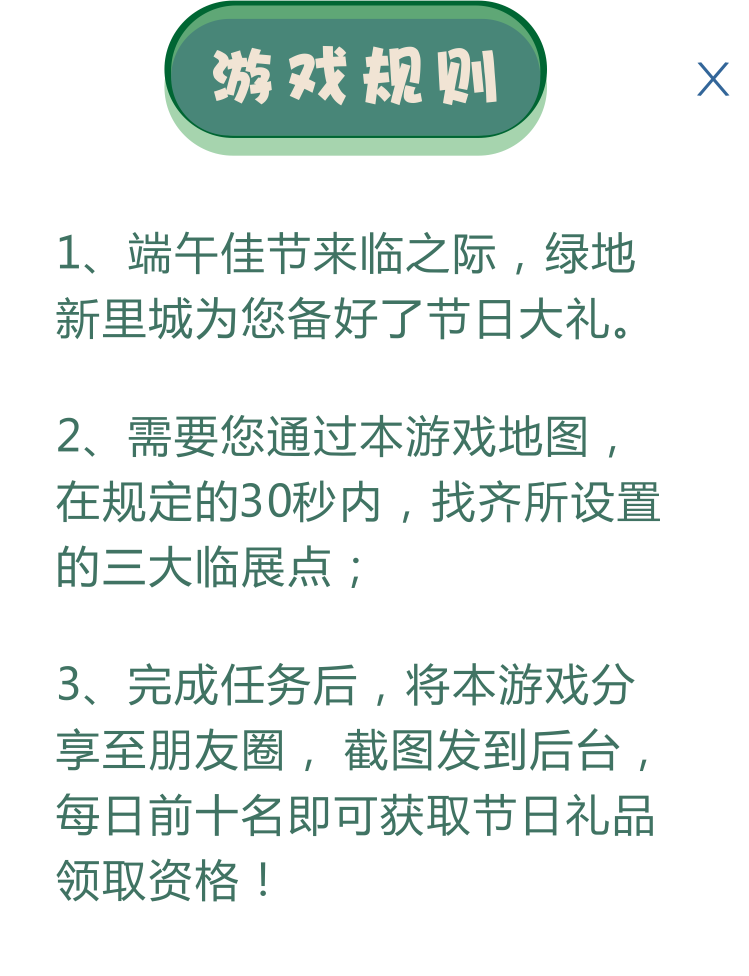 游戏规则
X
1、端午佳节来临之际，绿地
新里城为您备好了节日大礼。
2、需要您通过本游戏地图，
在规定的30秒内，找齐所设置
的三大临展点；
3、完成任务后，将本游戏分
享至朋友圈， 截图发到后台，
每日前十名即可获取节日礼品
领取资格！